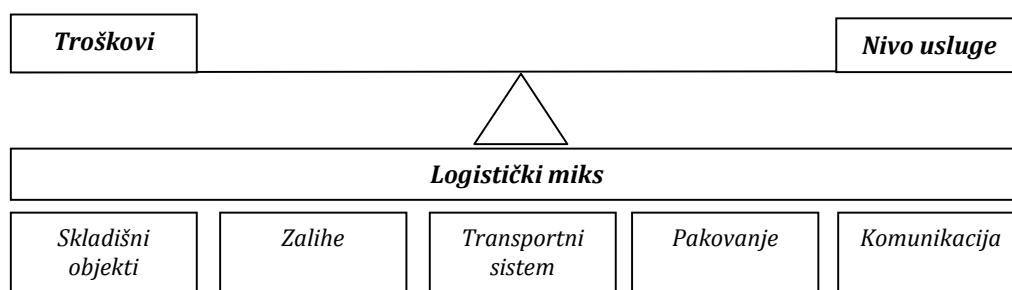 Troškovi
Nivo usluge
Logistički miks
Skladišni
objekti
Zalihe
Transportni
sistem
Pakovanje
Komunikacija